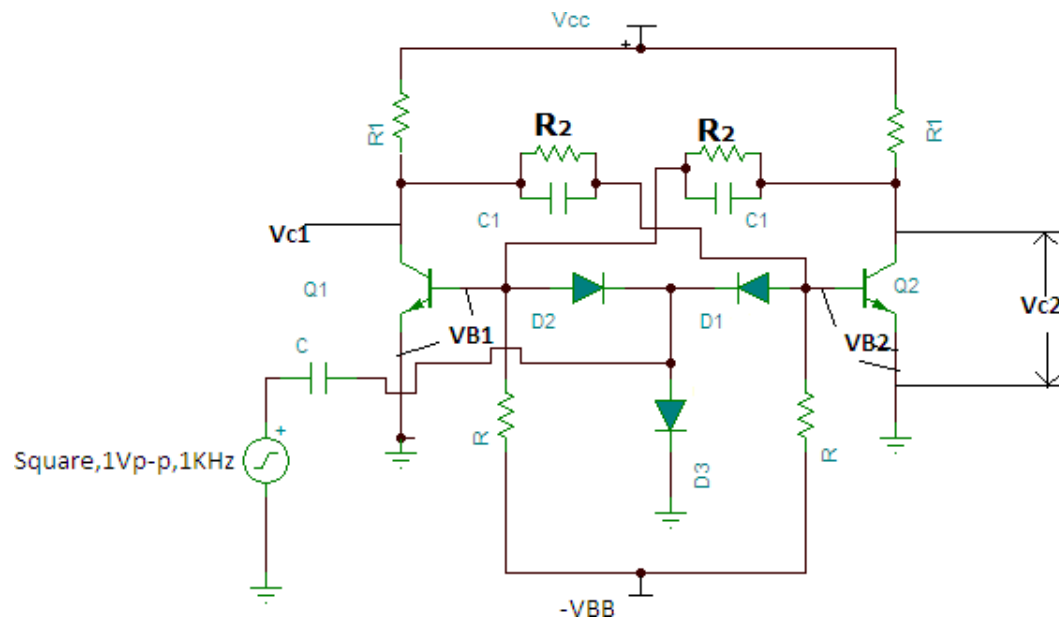 Vcc
+
R1
R2
R2
R1
C1
C1
Vc1
Q1
D2
D1
Q2
Vc2
VB1
VB2
C
+
Square,1Vp-p,1KHz
R
D3
R
-VBB